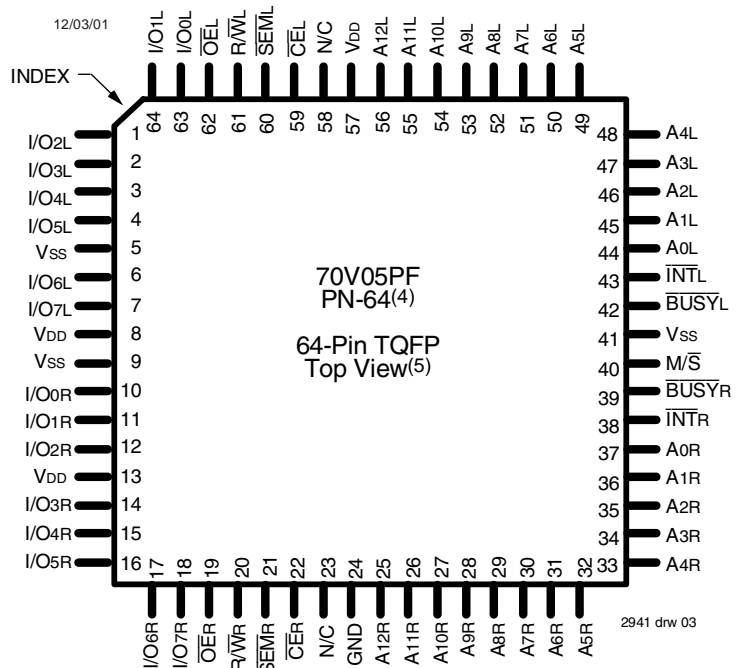 12/03/01
INDEX
I/O1L
I/O0L
OEL
R/WL
SEML
CEL
N/C
VDD
A12L
A11L
A10L
A9L
A8L
A7L
A6L
A5L
64
63
62
61
60
59
58
57
56
55
54
53
52
51
50
49
I/O2L 1
I/O3L 2
I/O4L 3
I/O5L 4
VSS 5
I/O6L 6
I/O7L 7
VDD 8
VSS 9
I/O0R 10
I/O1R 11
I/O2R 12
VDD 13
I/O3R 14
I/O4R 15
I/O5R 16
70V05PF
PN-64(4)
64-Pin TQFP
Top View(5)
48 A4L
47 A3L
46 A2L
45 A1L
44 A0L
43 INTL
42 BUSYL
41 VSS
40 M/S
39 BUSYR
38 INTR
37 A0R
36 A1R
35 A2R
34 A3R
33 A4R
17
18
19
20
21
22
23
24
25
26
27
28
29
30
31
32
I/O6R
I/O7R
OER
R/WR
SEMR
CER
N/C
GND
A12R
A11R
A10R
A9R
A8R
A7R
A6R
A5R
2941 drw 03